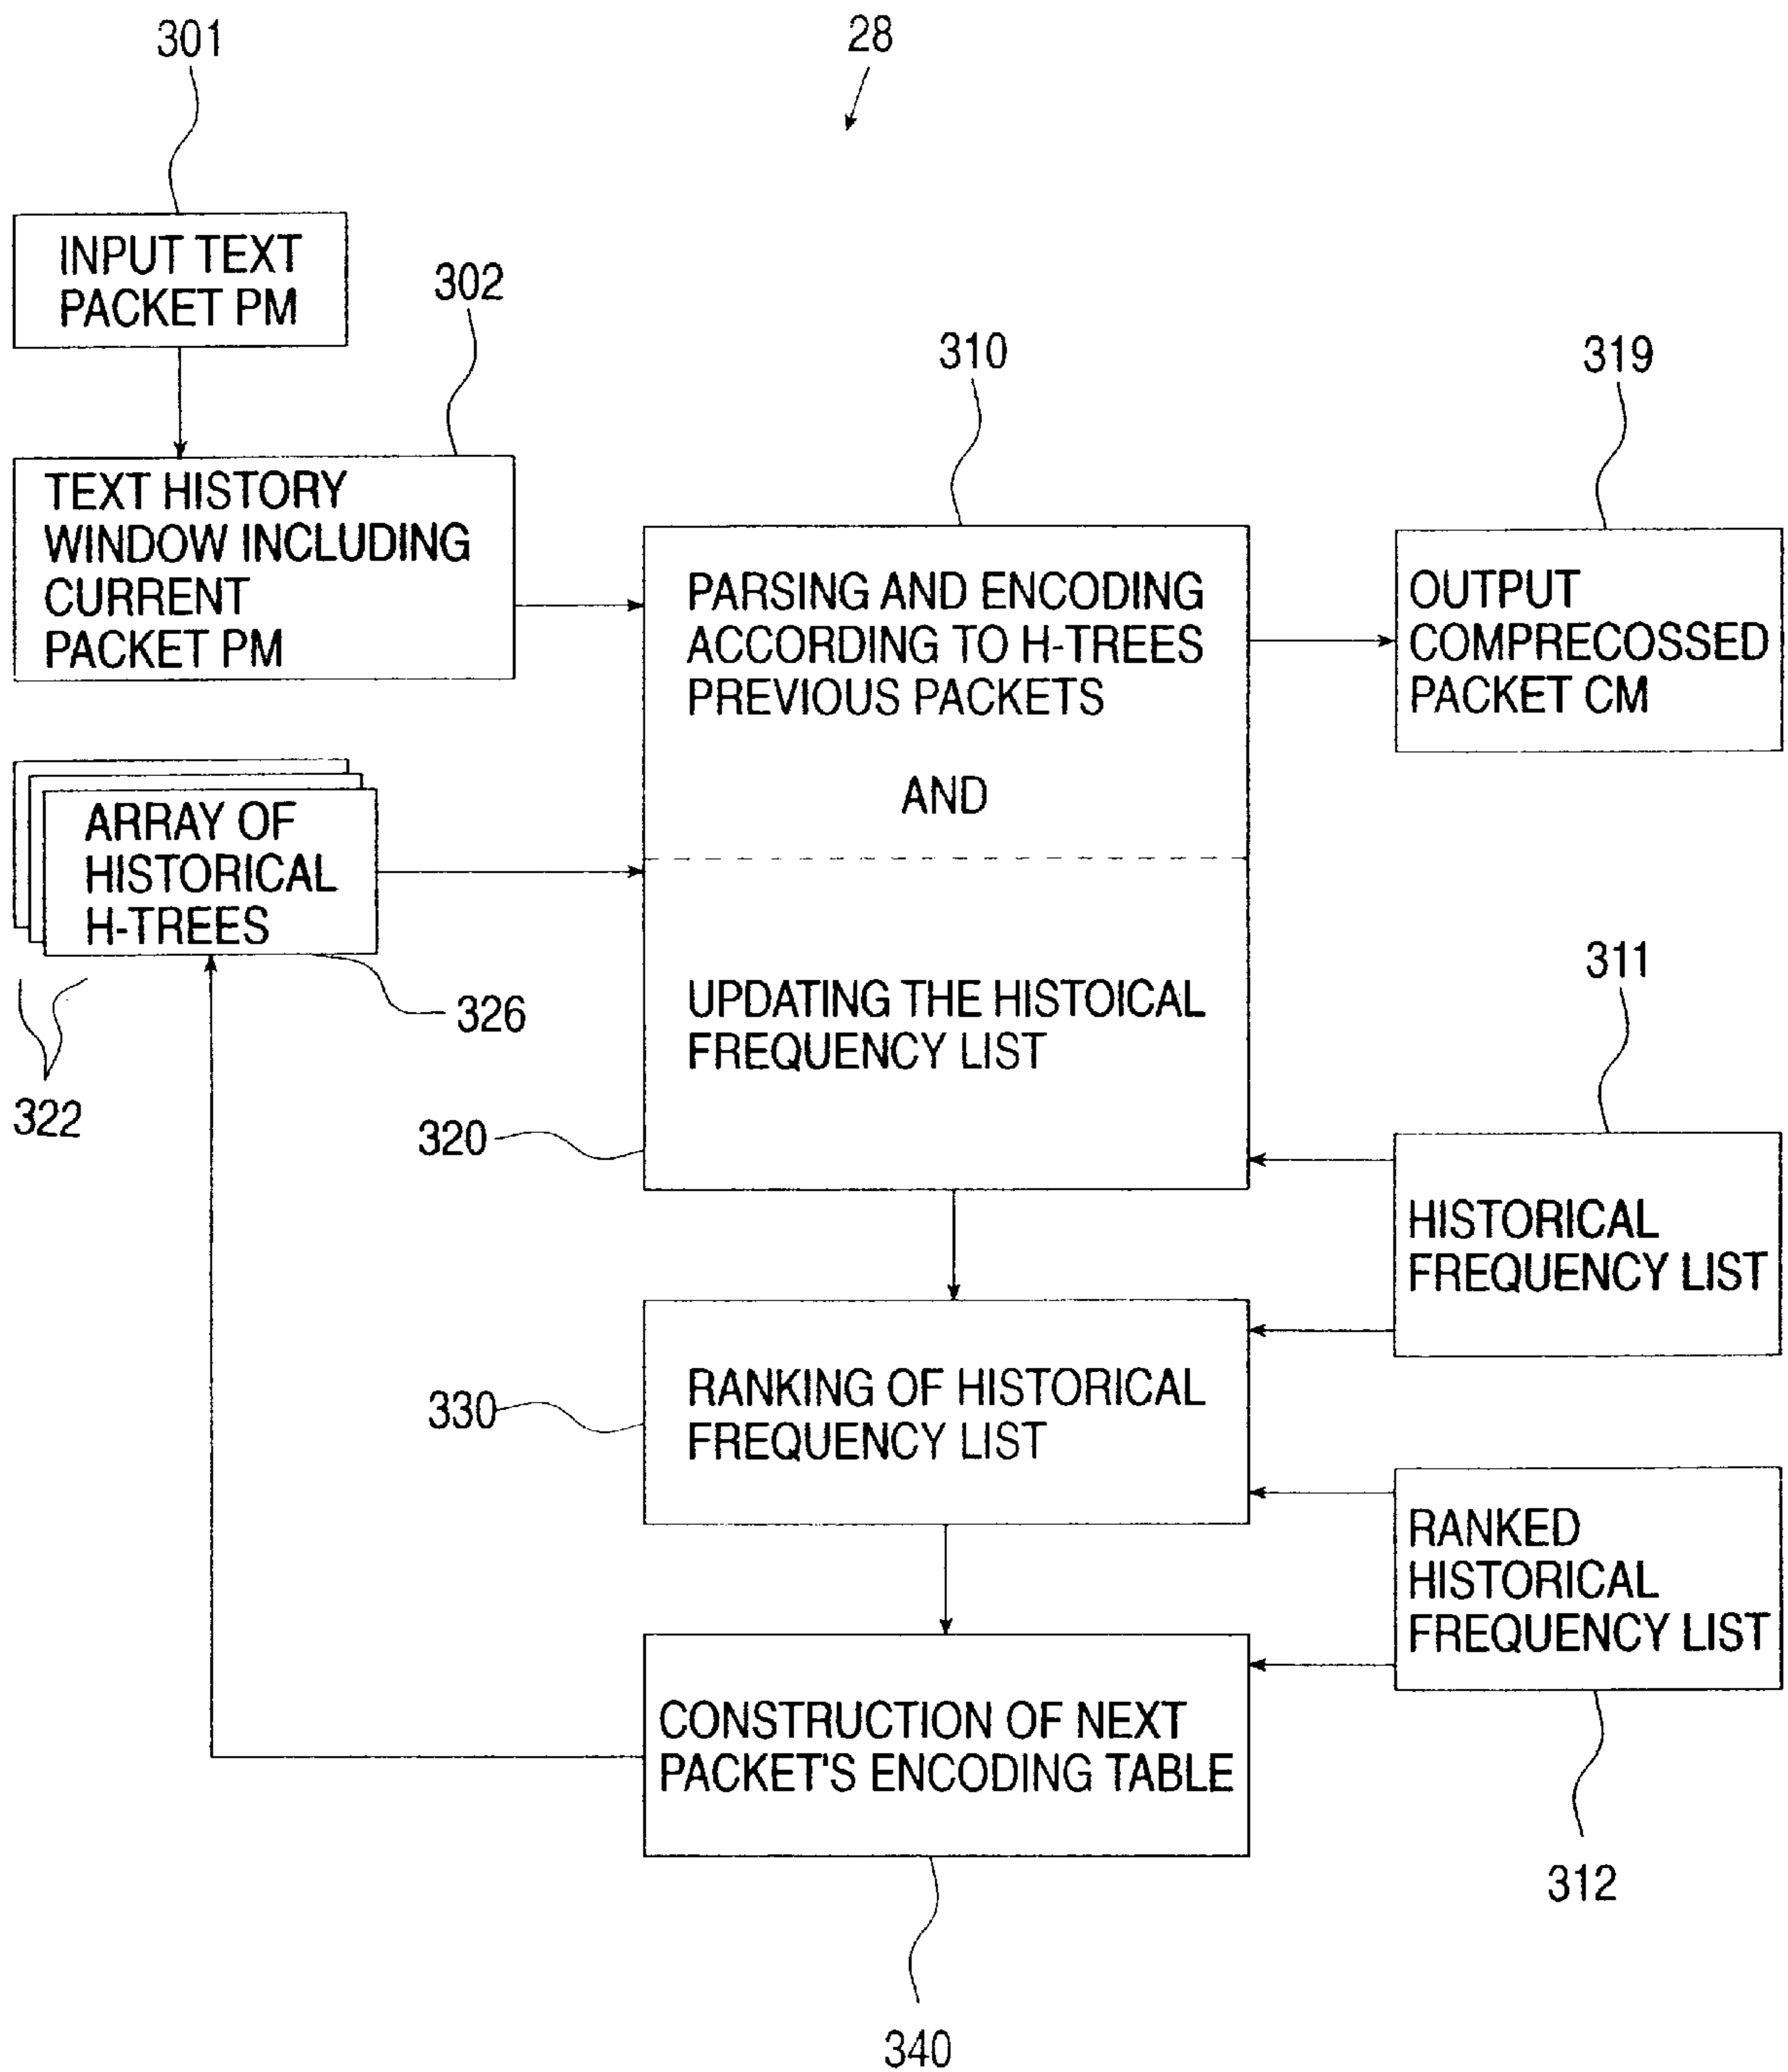 301
28
INPUT TEXT
PACKET PM
302
310
319
TEXT HISTORY
WINDOW INCLUDING
CURRENT
PACKET PM
PARSING AND ENCODING
ACCORDING TO H-TREES
PREVIOUS PACKETS
AND
OUTPUT
COMPRECOSSED
PACKET CM
ARRAY OF
HISTORICAL
H-TREES
326
322
UPDATING THE HISTOICAL
FREQUENCY LIST
320
311
HISTORICAL
FREQUENCY LIST
330
RANKING OF HISTORICAL
FREQUENCY LIST
RANKED
HISTORICAL
FREQUENCY LIST
312
CONSTRUCTION OF NEXT
PACKET'S ENCODING TABLE
340